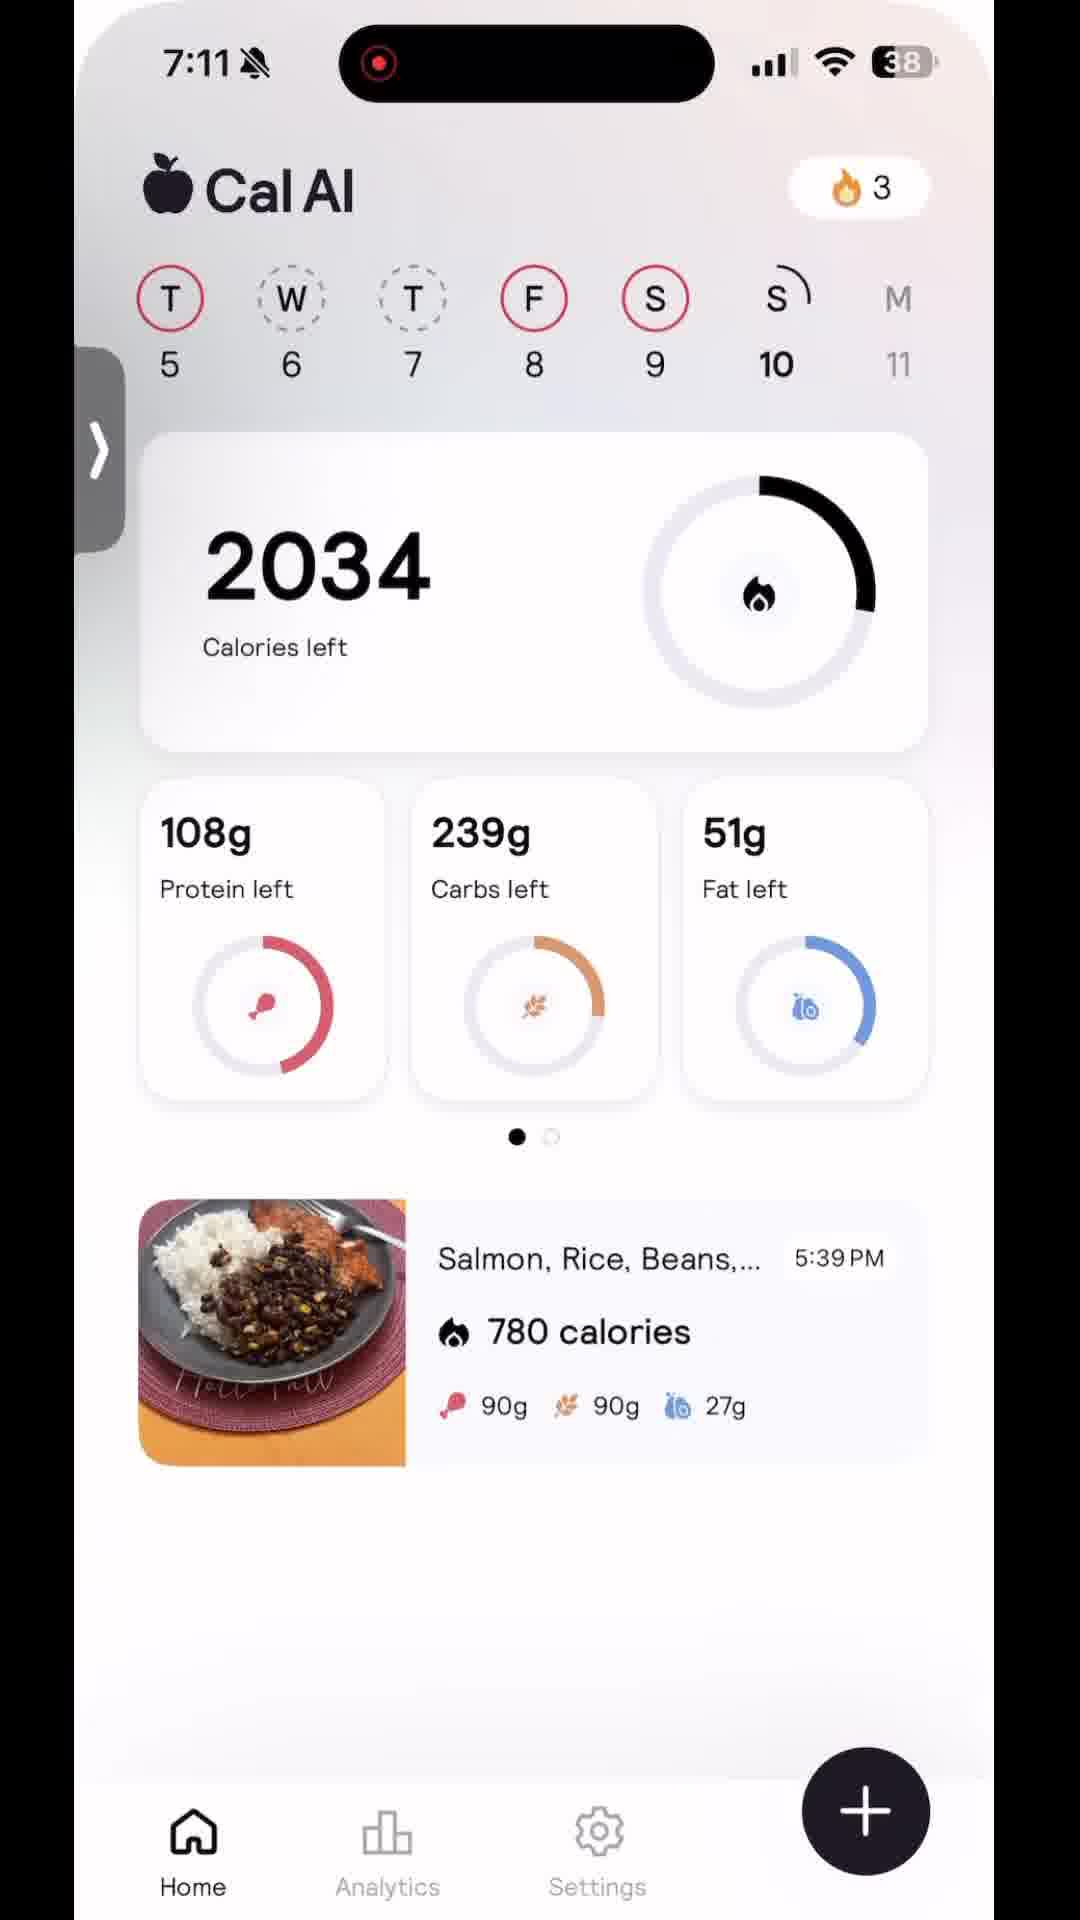 7:11 38
Cal AI 3
T W T F S S M
5 6 7 8 9 10 11
2034
Calories left
108g 239g 51g
Protein left Carbs left Fat left
Salmon, Rice, Beans,... 5:39 PM
780 calories
90g 90g 27g
Home Analytics Settings